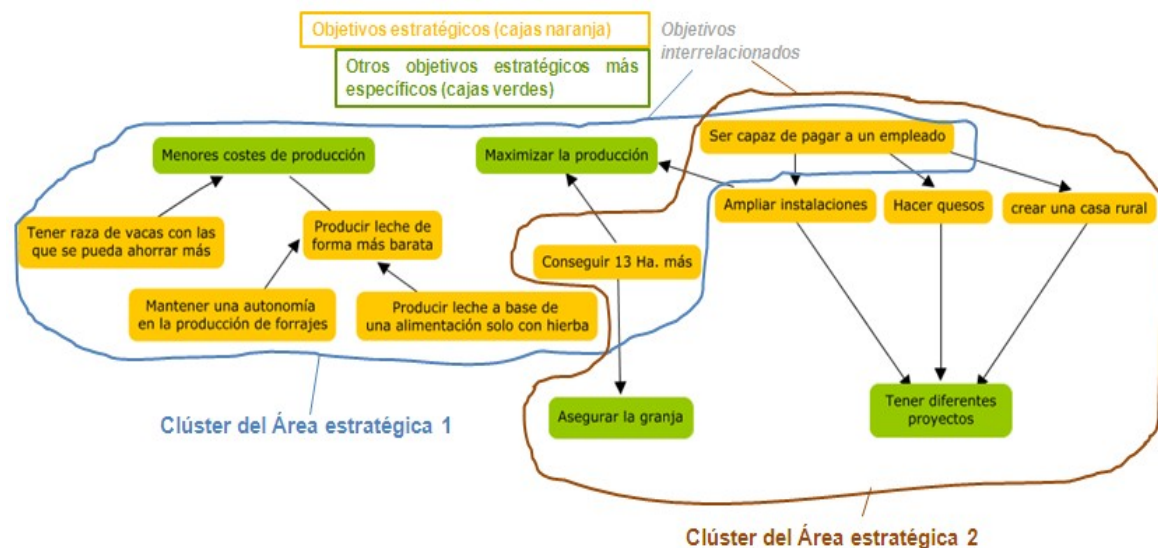 Objetivos estratégicos (cajas naranja)
Objetivos
interrelacionados
Otros objetivos estratégicos más
específicos (cajas verdes)
Ser capaz de pagar a un empleado
Menores costes de producción
Maximizar la producción
Ampliar instalaciones
Hacer quesos
crear una casa rural
Tener raza de vacas con las
que se pueda ahorrar más
Producir leche de
forma más barata
Conseguir 13 Ha. más
Mantener una autonomía
en la producción de forrajes
Producir leche a base de
una alimentación solo con hierba
Asegurar la granja
Tener diferentes
proyectos
Clúster del Área estratégica 1
Clúster del Área estratégica 2